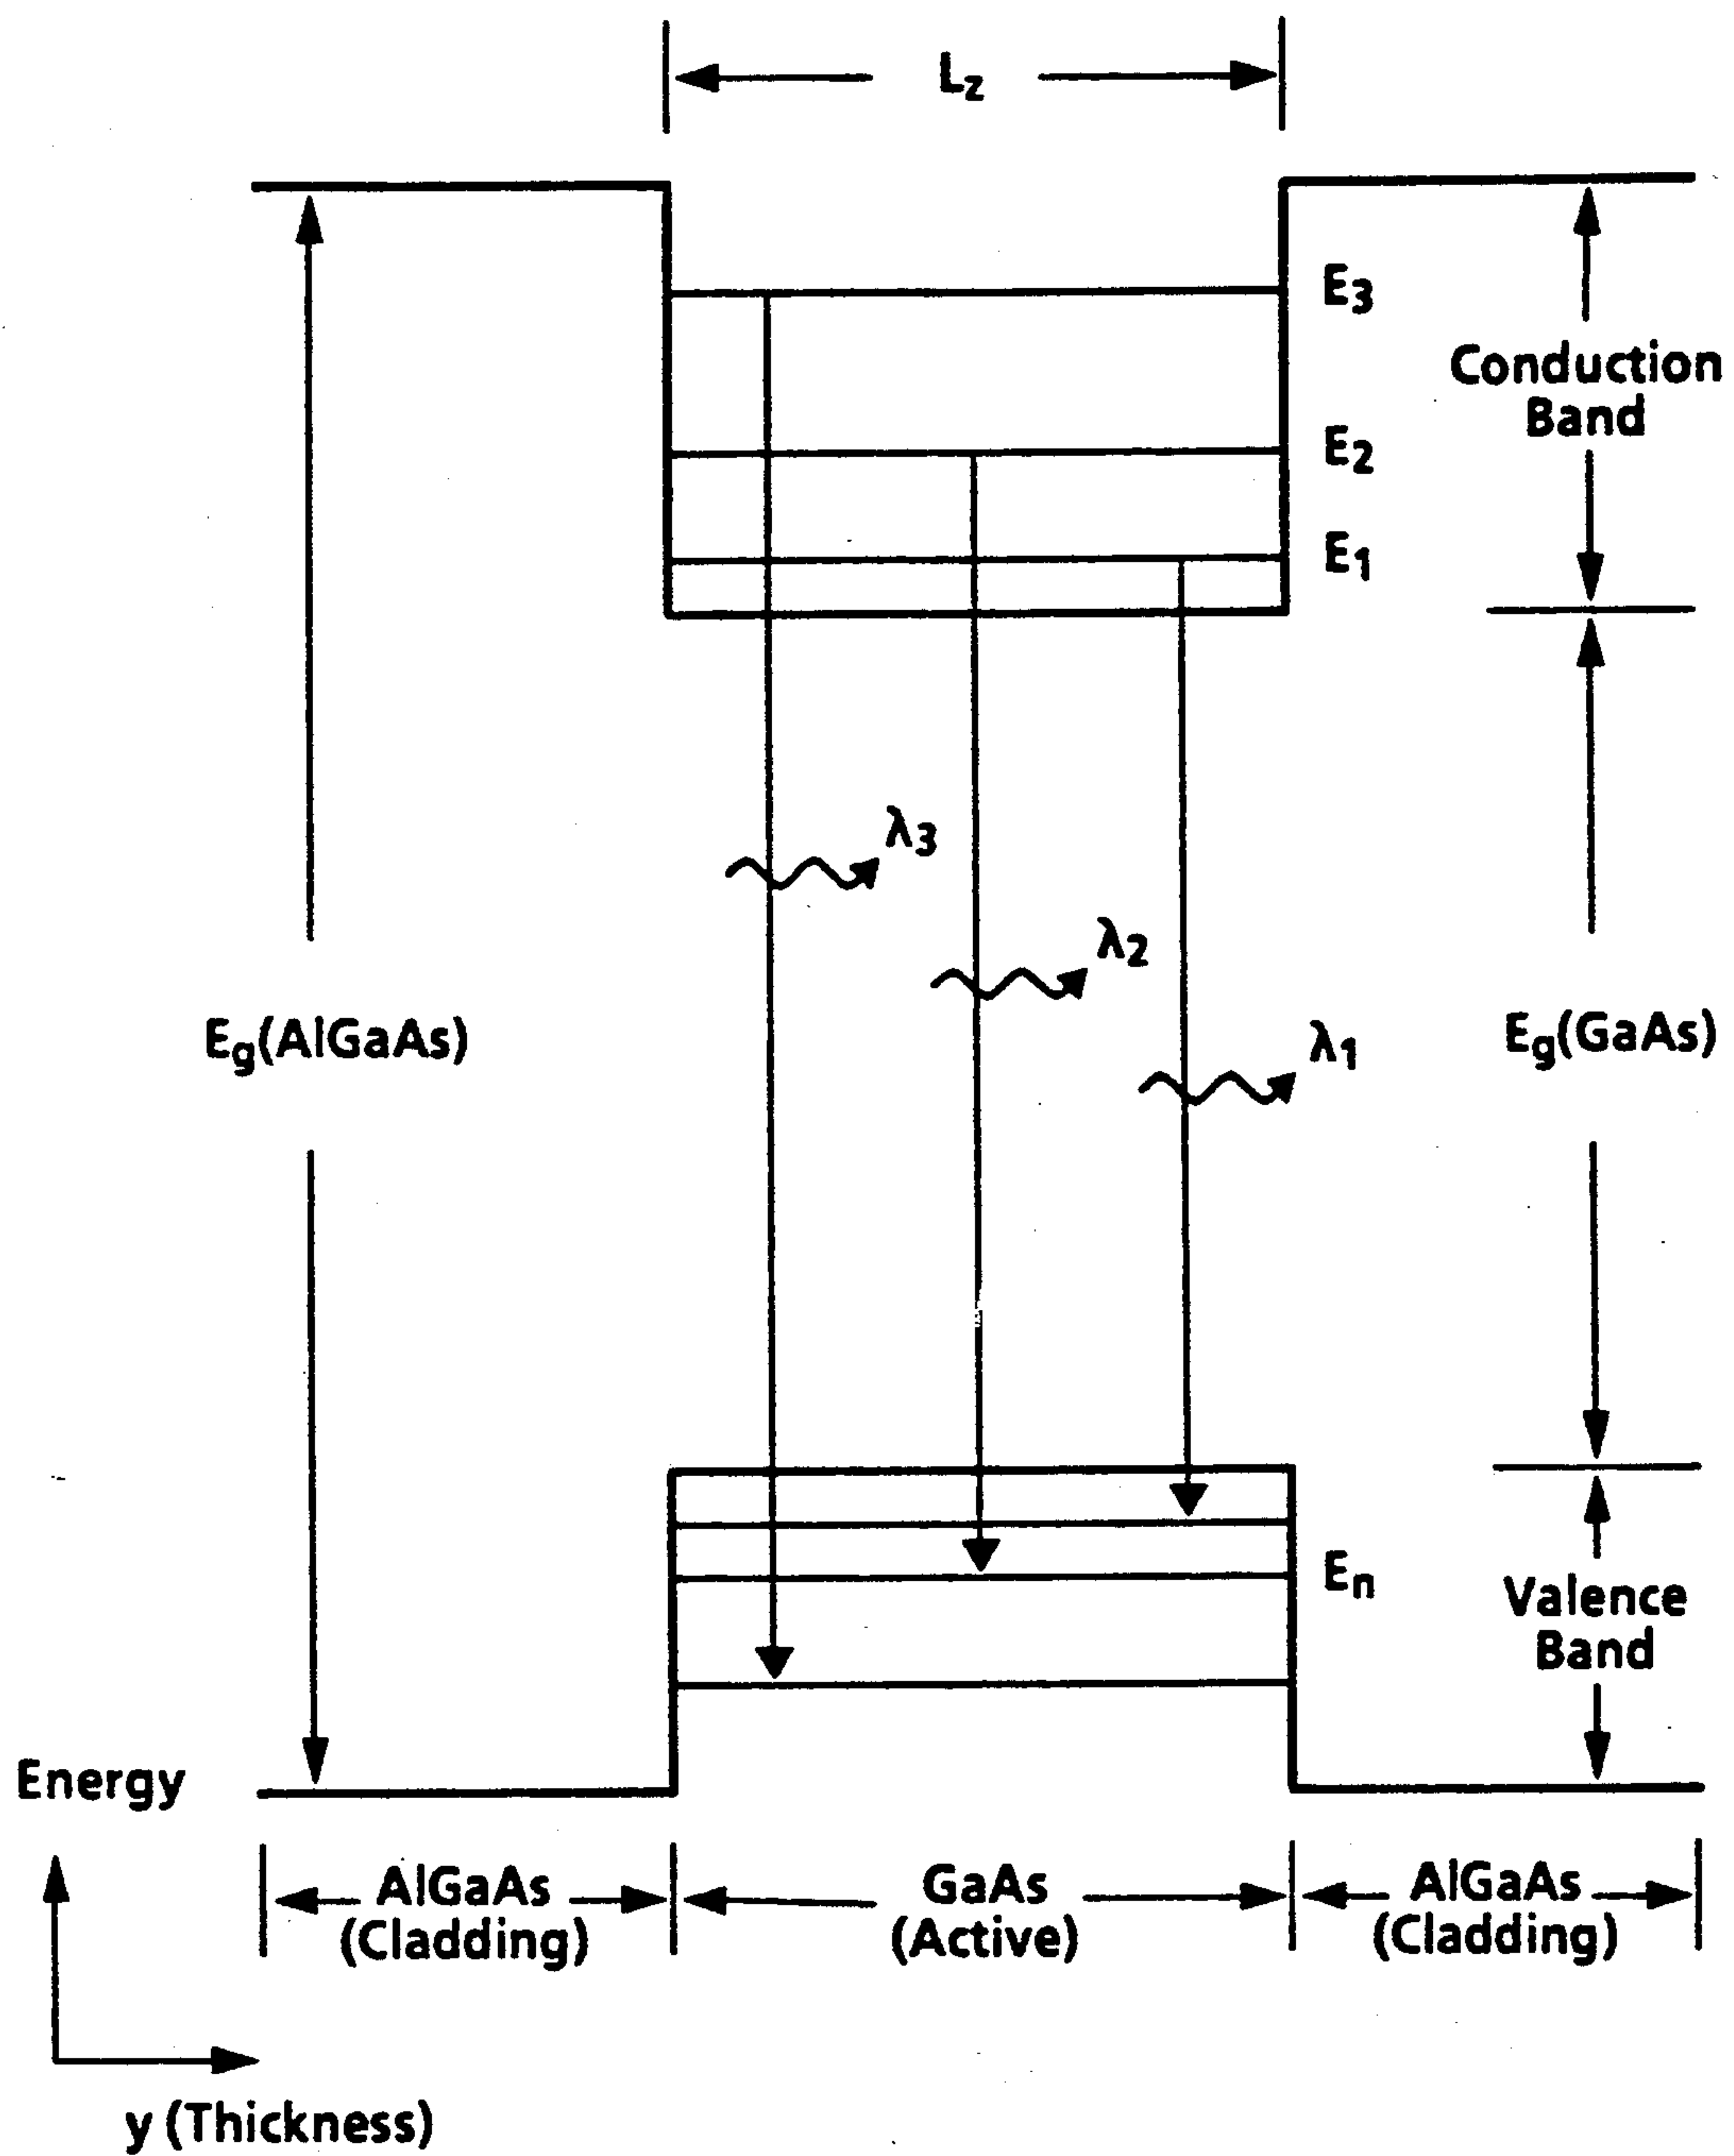 Lz
E3
Conduction
Band
E2
E1
λ3
λ2
λ1
Eg(AlGaAs)
Eg(GaAs)
En
Valence
Band
Energy
AlGaAs
(Cladding)
GaAs
(Active)
AlGaAs
(Cladding)
y (Thickness)